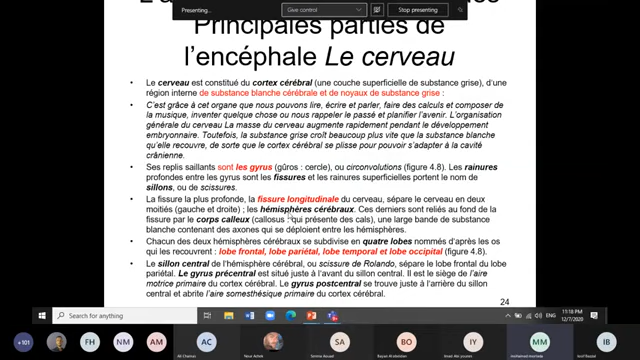 Presenting...
Give control
Stop presenting
Principales parties de
l'encéphale Le cerveau
• Le cerveau est constitué du cortex cérébral (une couche superficielle de substance grise), d'une
région interne de substance blanche cérébrale et de noyaux de substance grise :
• C'est grâce à cet organe que nous pouvons lire, écrire et parler, faire des calculs et composer de
la musique, inventer quelque chose ou nous rappeler le passé et planifier l'avenir. L'organisation
générale du cerveau La masse du cerveau augmente rapidement pendant le développement
embryonnaire. Toutefois, la substance grise croît beaucoup plus vite que la substance blanche
qu'elle recouvre, de sorte que le cortex cérébral se plisse pour pouvoir s'adapter à la cavité
crânienne.
• Ses replis saillants sont les gyrus (gûros : cercle), ou circonvolutions (figure 4.8). Les rainures
profondes entre les gyrus sont les fissures et les rainures superficielles portent le nom de
sillons, ou de scissures.
• La fissure la plus profonde, la fissure longitudinale du cerveau, sépare le cerveau en deux
moitiés (gauche et droite) ; les hémisphères cérébraux. Ces derniers sont reliés au fond de la
fissure par le corps calleux (callosus : qui présente des cals), une large bande de substance
blanche contenant des axones qui se déploient entre les hémisphères.
• Chacun des deux hémisphères cérébraux se subdivise en quatre lobes nommés d'après les os
qui les recouvrent : lobe frontal, lobe pariétal, lobe temporal et lobe occipital (figure 4.8).
• Le sillon central de l'hémisphère cérébral, ou scissure de Rolando, sépare le lobe frontal du lobe
pariétal. Le gyrus précentral est situé juste à l'avant du sillon central. Il est le siège de l'aire
motrice primaire du cortex cérébral. Le gyrus postcentral se trouve juste à l'arrière du sillon
central et abrite l'aire somesthésique primaire du cortex cérébral.
24
Type here to search
ENG
11:18 PM
12/7/2020
+101
FH
NM
AM
AC
SA
BO
IY
MM
IB
Ali Chamas